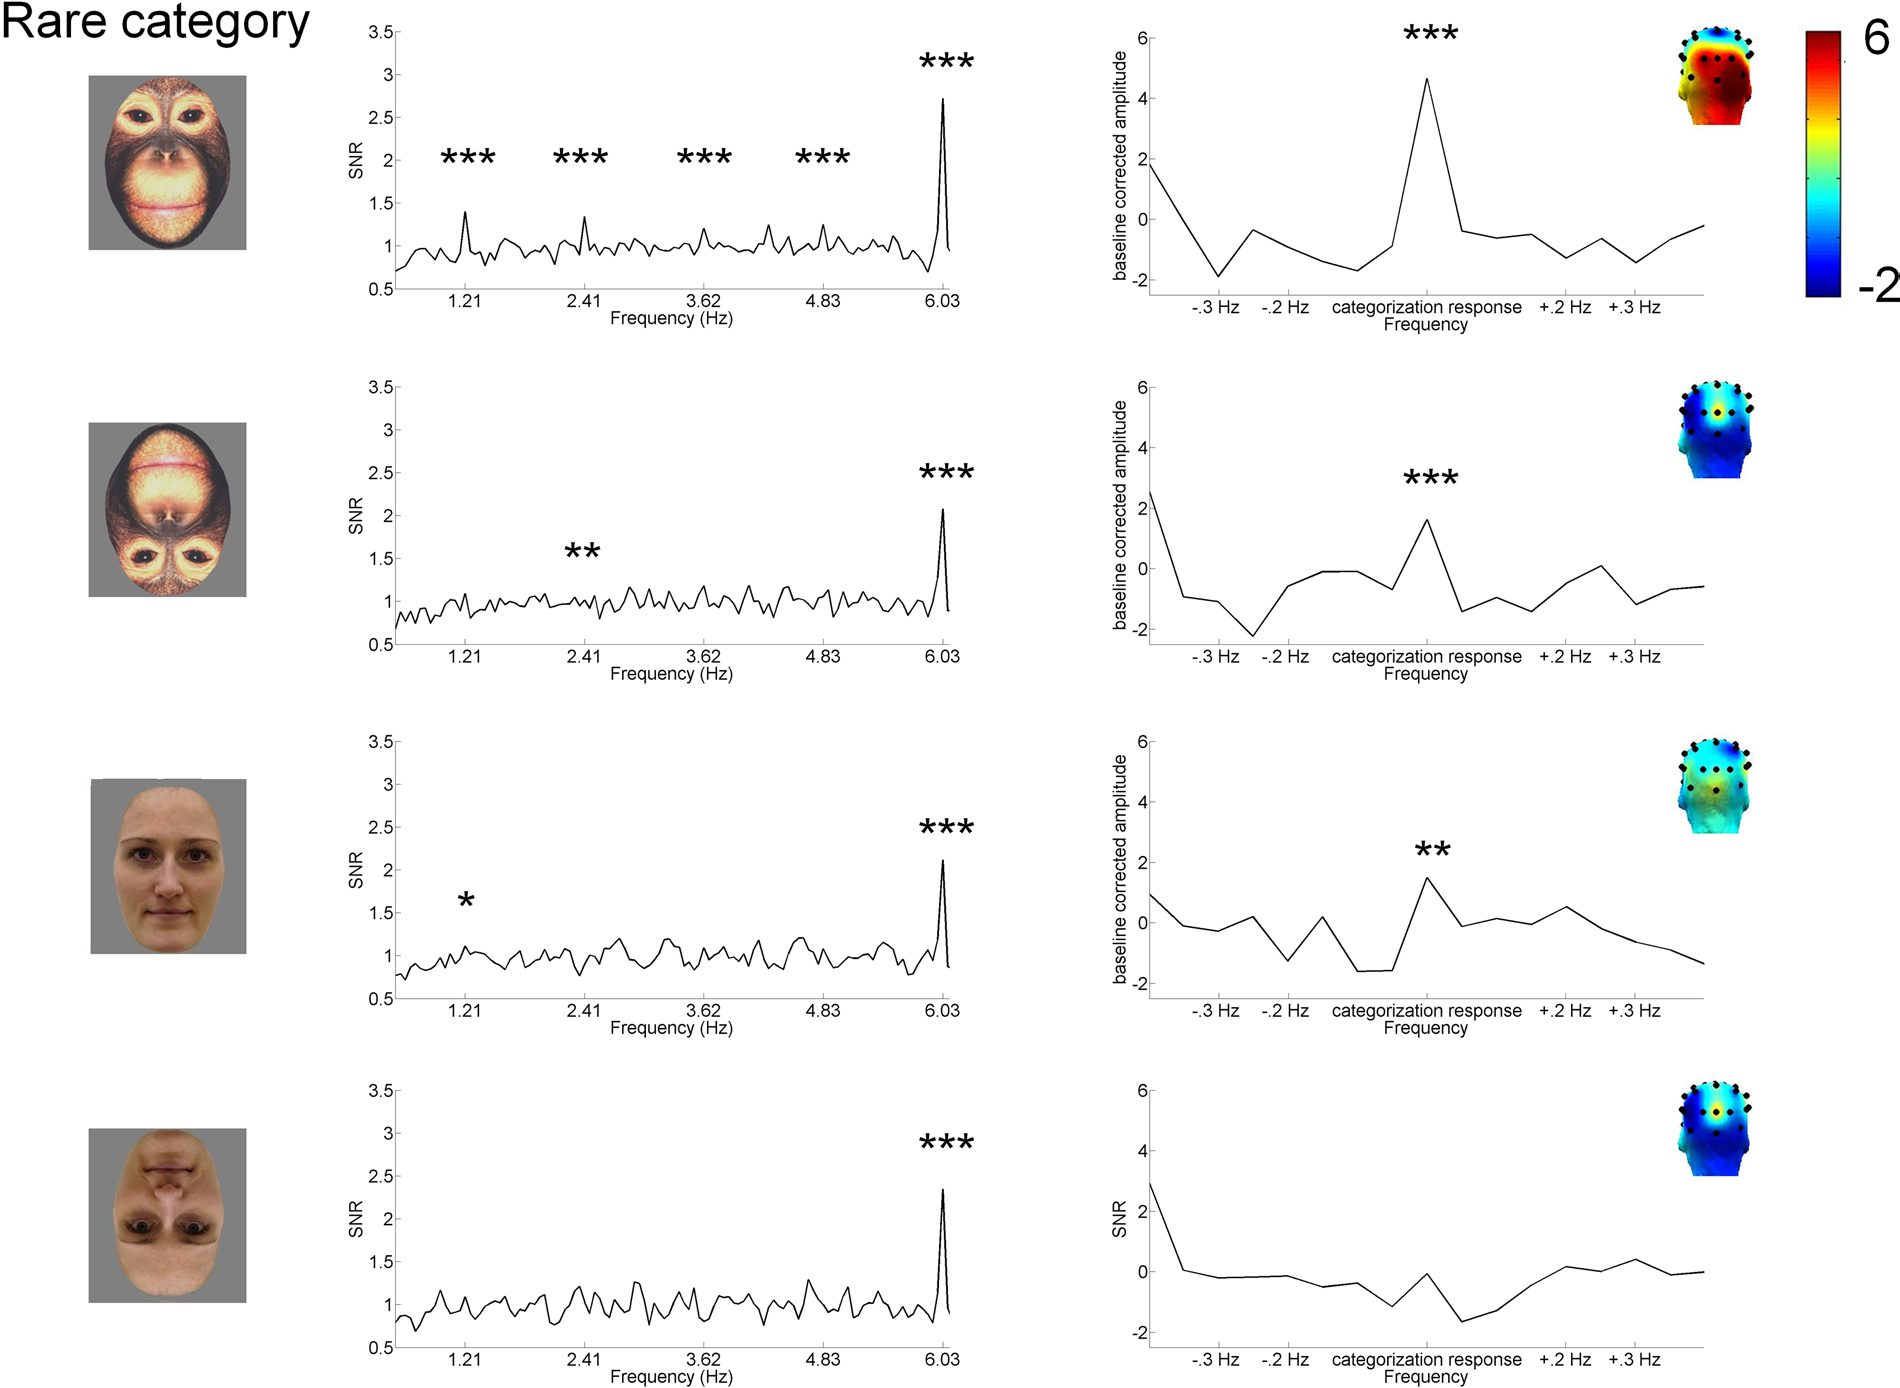 Rare category
3.5
3
2.5
2
1.5
1
0.5
SNR
*** *** *** *** ***
1.21 2.41 3.62 4.83 6.03
Frequency (Hz)
6
4
2
0
-2
baseline corrected amplitude
***
-.3 Hz -.2 Hz categorization response +.2 Hz +.3 Hz
Frequency
6
-2
3.5
3
2.5
2
1.5
1
0.5
SNR
** ***
1.21 2.41 3.62 4.83 6.03
Frequency (Hz)
6
4
2
0
-2
baseline corrected amplitude
***
-.3 Hz -.2 Hz categorization response +.2 Hz +.3 Hz
Frequency
3.5
3
2.5
2
1.5
1
0.5
SNR
* ***
1.21 2.41 3.62 4.83 6.03
Frequency (Hz)
6
4
2
0
-2
baseline corrected amplitude
**
-.3 Hz -.2 Hz categorization response +.2 Hz +.3 Hz
Frequency
3.5
3
2.5
2
1.5
1
0.5
SNR
***
1.21 2.41 3.62 4.83 6.03
Frequency (Hz)
6
4
2
0
-2
SNR
-.3 Hz -.2 Hz categorization response +.2 Hz +.3 Hz
Frequency